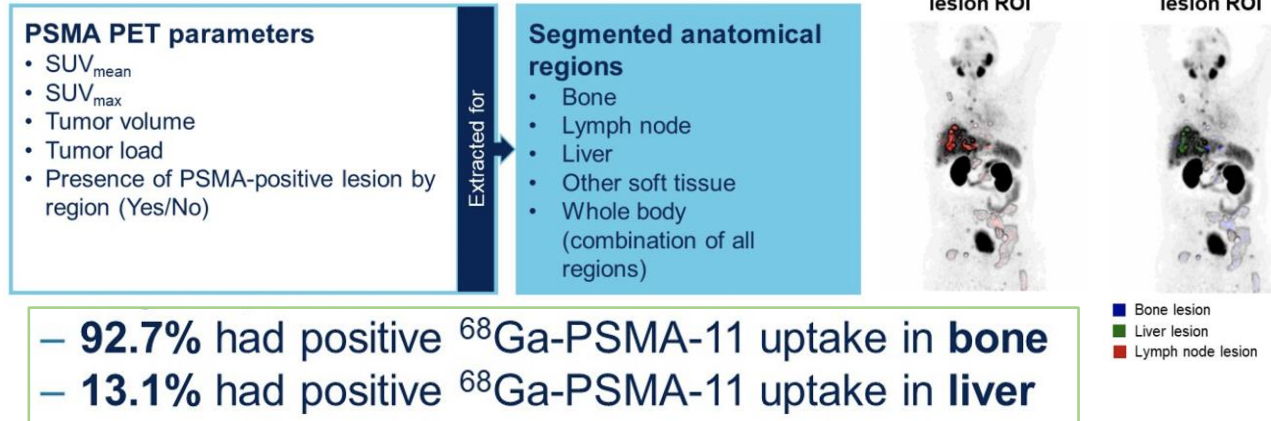 PSMA PET parameters
• SUVmean
• SUVmax
• Tumor volume
• Tumor load
• Presence of PSMA-positive lesion by
region (Yes/No)
Extracted for
Segmented anatomical
regions
• Bone
• Lymph node
• Liver
• Other soft tissue
• Whole body
(combination of all
regions)
lesion ROI
lesion ROI
Bone lesion
Liver lesion
Lymph node lesion
– 92.7% had positive ⁶⁸Ga-PSMA-11 uptake in bone
– 13.1% had positive ⁶⁸Ga-PSMA-11 uptake in liver